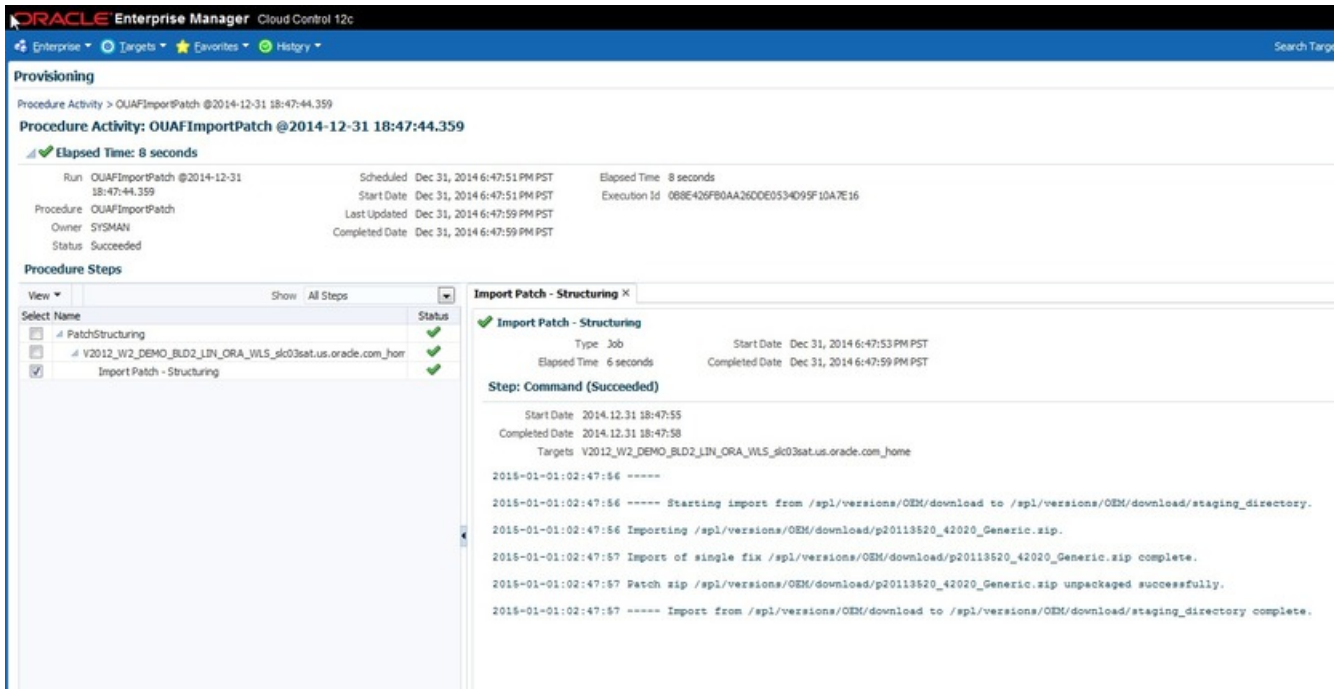 ORACLE Enterprise Manager Cloud Control 12c
Enterprise Targets Favorites History Search Targe
Provisioning
Procedure Activity > OUAFImportPatch @2014-12-31 18:47:44.359
Procedure Activity: OUAFImportPatch @2014-12-31 18:47:44.359
Elapsed Time: 8 seconds
Run OUAFImportPatch @2014-12-31 18:47:44.359
Procedure OUAFImportPatch
Owner SYSMAN
Status Succeeded
Scheduled Dec 31, 2014 6:47:51 PM PST
Start Date Dec 31, 2014 6:47:51 PM PST
Last Updated Dec 31, 2014 6:47:59 PM PST
Completed Date Dec 31, 2014 6:47:59 PM PST
Elapsed Time 8 seconds
Execution Id 0B8E426FB0AA26DDE0534D95F10A7E16
Procedure Steps
View Show All Steps
Select Name Status
PatchStructuring
V2012_W2_DEMO_BLD2_LIN_ORA_WLS_slc03sat.us.oracle.com_hom
Import Patch - Structuring
Import Patch - Structuring
Import Patch - Structuring
Type Job
Elapsed Time 6 seconds
Start Date Dec 31, 2014 6:47:53 PM PST
Completed Date Dec 31, 2014 6:47:59 PM PST
Step: Command (Succeeded)
Start Date 2014.12.31 18:47:55
Completed Date 2014.12.31 18:47:58
Targets V2012_W2_DEMO_BLD2_LIN_ORA_WLS_slc03sat.us.oracle.com_home
2015-01-01:02:47:56 -----
2015-01-01:02:47:56 ----- Starting import from /spl/versions/OEM/download to /spl/versions/OEM/download/staging_directory.
2015-01-01:02:47:56 Importing /spl/versions/OEM/download/p20113520_42020_Generic.zip.
2015-01-01:02:47:57 Import of single fix /spl/versions/OEM/download/p20113520_42020_Generic.zip complete.
2015-01-01:02:47:57 Patch zip /spl/versions/OEM/download/p20113520_42020_Generic.zip unpackaged successfully.
2015-01-01:02:47:57 ----- Import from /spl/versions/OEM/download to /spl/versions/OEM/download/staging_directory complete.